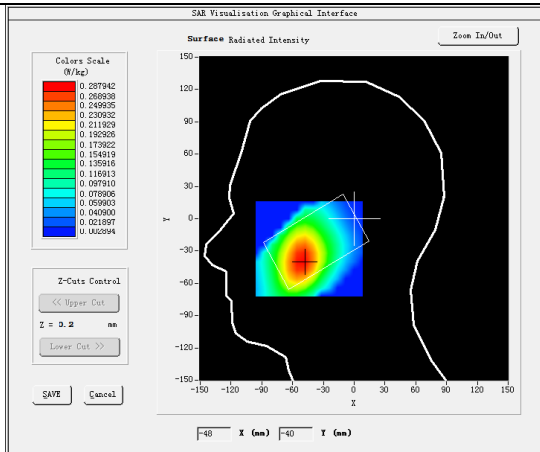 SAR Visualisation Graphical Interface
Surface Radiated Intensity
Zoom In/Out
Colors Scale
(W/kg)
0.287942
0.268938
0.249935
0.230932
0.211929
0.192926
0.173922
0.154919
0.135916
0.116913
0.097910
0.078906
0.059903
0.040900
0.021897
0.002894
Z-Cuts Control
<< Upper Cut
Z = 0.2 mm
Lower Cut >>
SAVE Cancel
150
120
90
60
30
0
-30
-60
-90
-120
-150
Y
-150 -120 -90 -60 -30 0 30 60 90 120 150
X
-48 X (mm) -40 Y (mm)